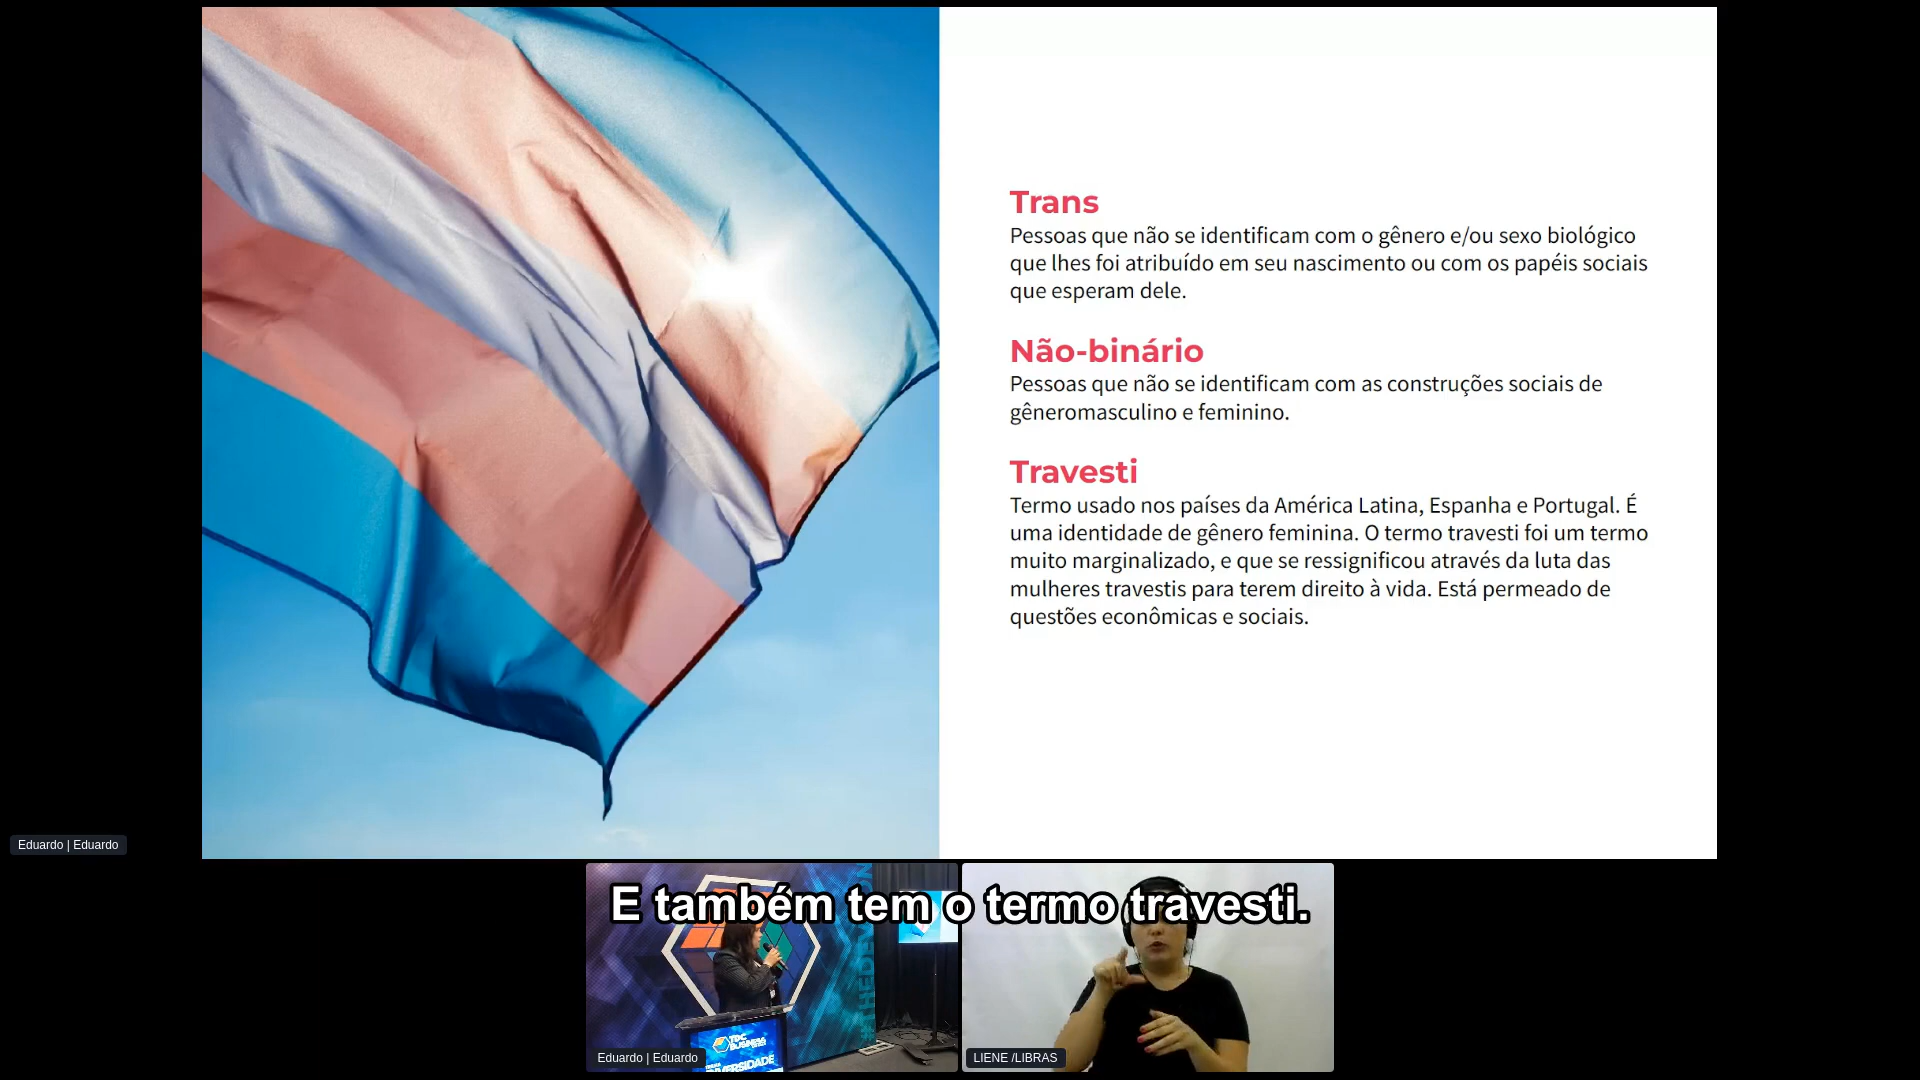 Trans
Pessoas que não se identificam com o gênero e/ou sexo biológico
que lhes foi atribuído em seu nascimento ou com os papéis sociais
que esperam dele.
Não-binário
Pessoas que não se identificam com as construções sociais de
gêneromasculino e feminino.
Travesti
Termo usado nos países da América Latina, Espanha e Portugal. É
uma identidade de gênero feminina. O termo travesti foi um termo
muito marginalizado, e que se ressignificou através da luta das
mulheres travestis para terem direito à vida. Está permeado de
questões econômicas e sociais.
Eduardo | Eduardo
E também tem o termo travesti.
TDC
BUSINESS
Eduardo | Eduardo
LIENE /LIBRAS